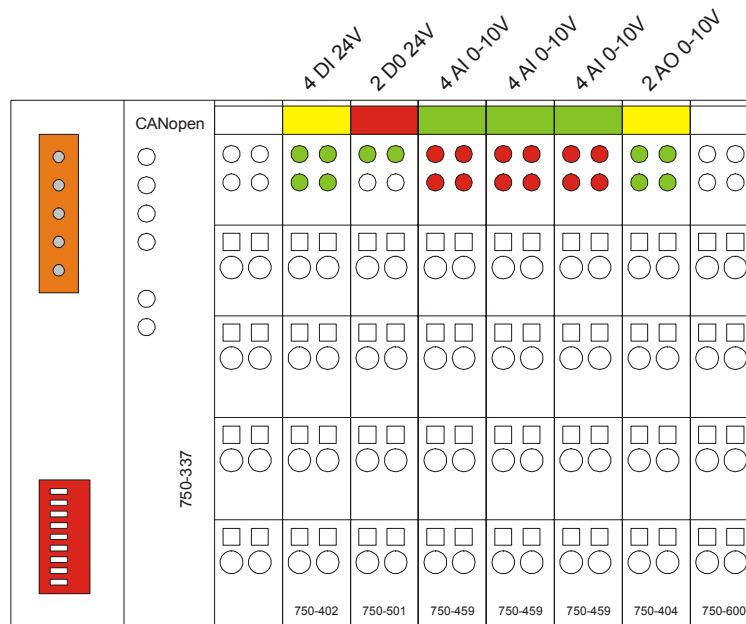 4 DI 24V
2 D0 24V
4 AI 0-10V
4 AI 0-10V
4 AI 0-10V
2 AO 0-10V
CANopen
750-337
750-402
750-501
750-459
750-459
750-459
750-404
750-600